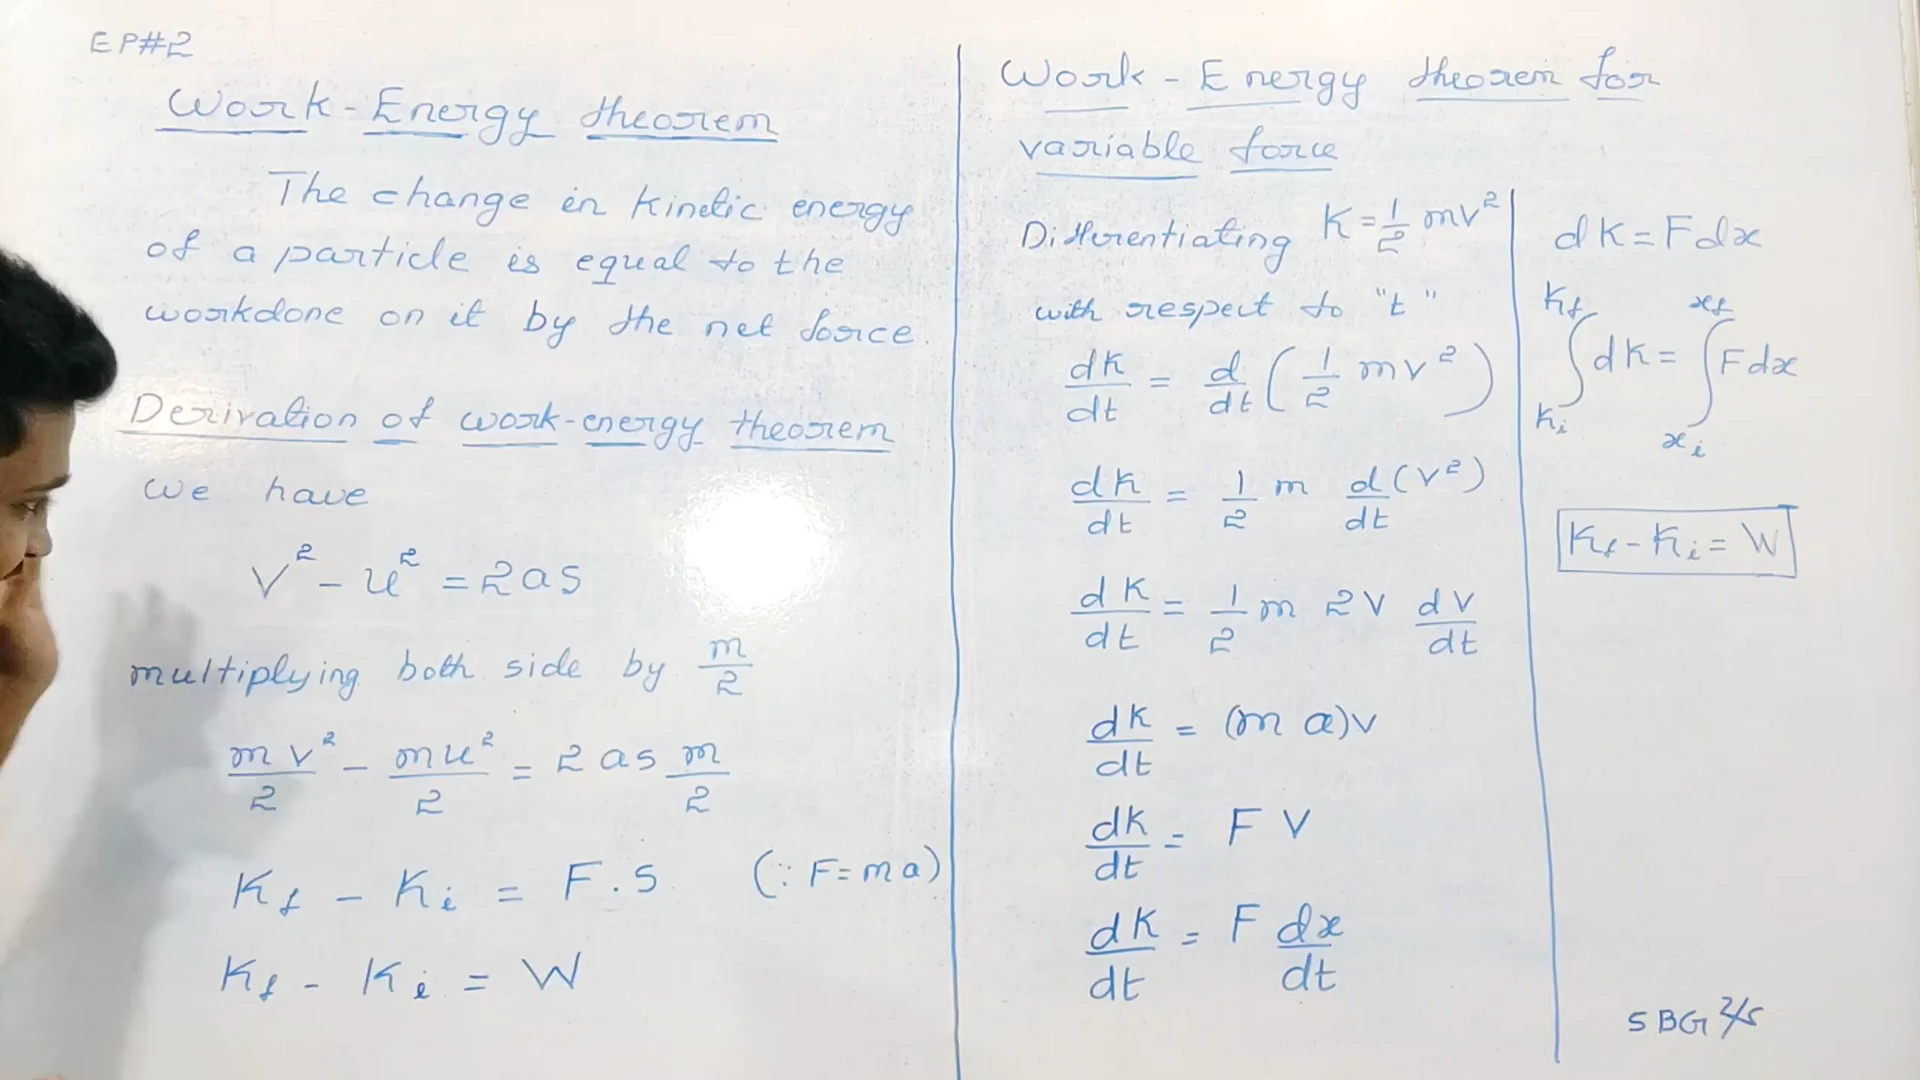 EP#2
Work-Energy theorem
The change in kinetic energy
of a particle is equal to the
workdone on it by the net force.
Derivation of work-energy theorem
We have
v² - u² = 2as
multiplying both side by m/2
mv²/2 - mu²/2 = 2as m/2
Kf - Ki = F.s (∵ F=ma)
Kf - Ki = W
Work-Energy theorem for
variable force
Differentiating K = 1/2 mv²
with respect to "t"
dK/dt = d/dt (1/2 mv²)
dK/dt = 1/2 m d(v²)/dt
dK/dt = 1/2 m 2v dv/dt
dK/dt = (m a)v
dK/dt = F v
dK/dt = F dx/dt
dK = F dx
∫_Ki^Kf dK = ∫_xi^xf F dx
Kf - Ki = W
SBG